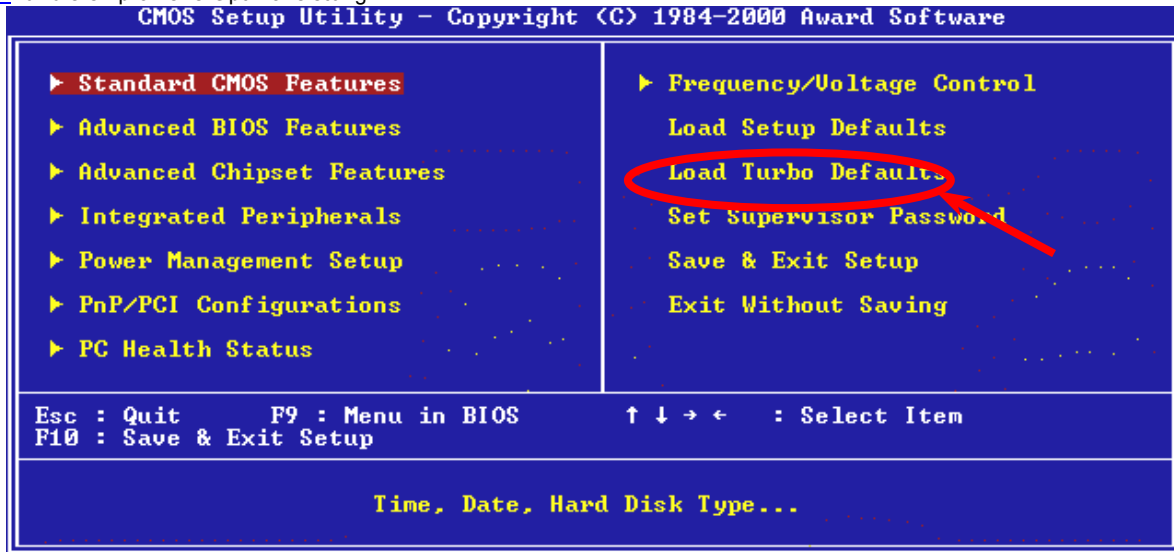 CMOS Setup Utility – Copyright (C) 1984–2000 Award Software
► Standard CMOS Features
► Advanced BIOS Features
► Advanced Chipset Features
► Integrated Peripherals
► Power Management Setup
► PnP/PCI Configurations
► PC Health Status
► Frequency/Voltage Control
Load Setup Defaults
Load Turbo Defaults
Set Supervisor Password
Save & Exit Setup
Exit Without Saving
Esc : Quit F9 : Menu in BIOS ↑ ↓ → ← : Select Item
F10 : Save & Exit Setup
Time, Date, Hard Disk Type...